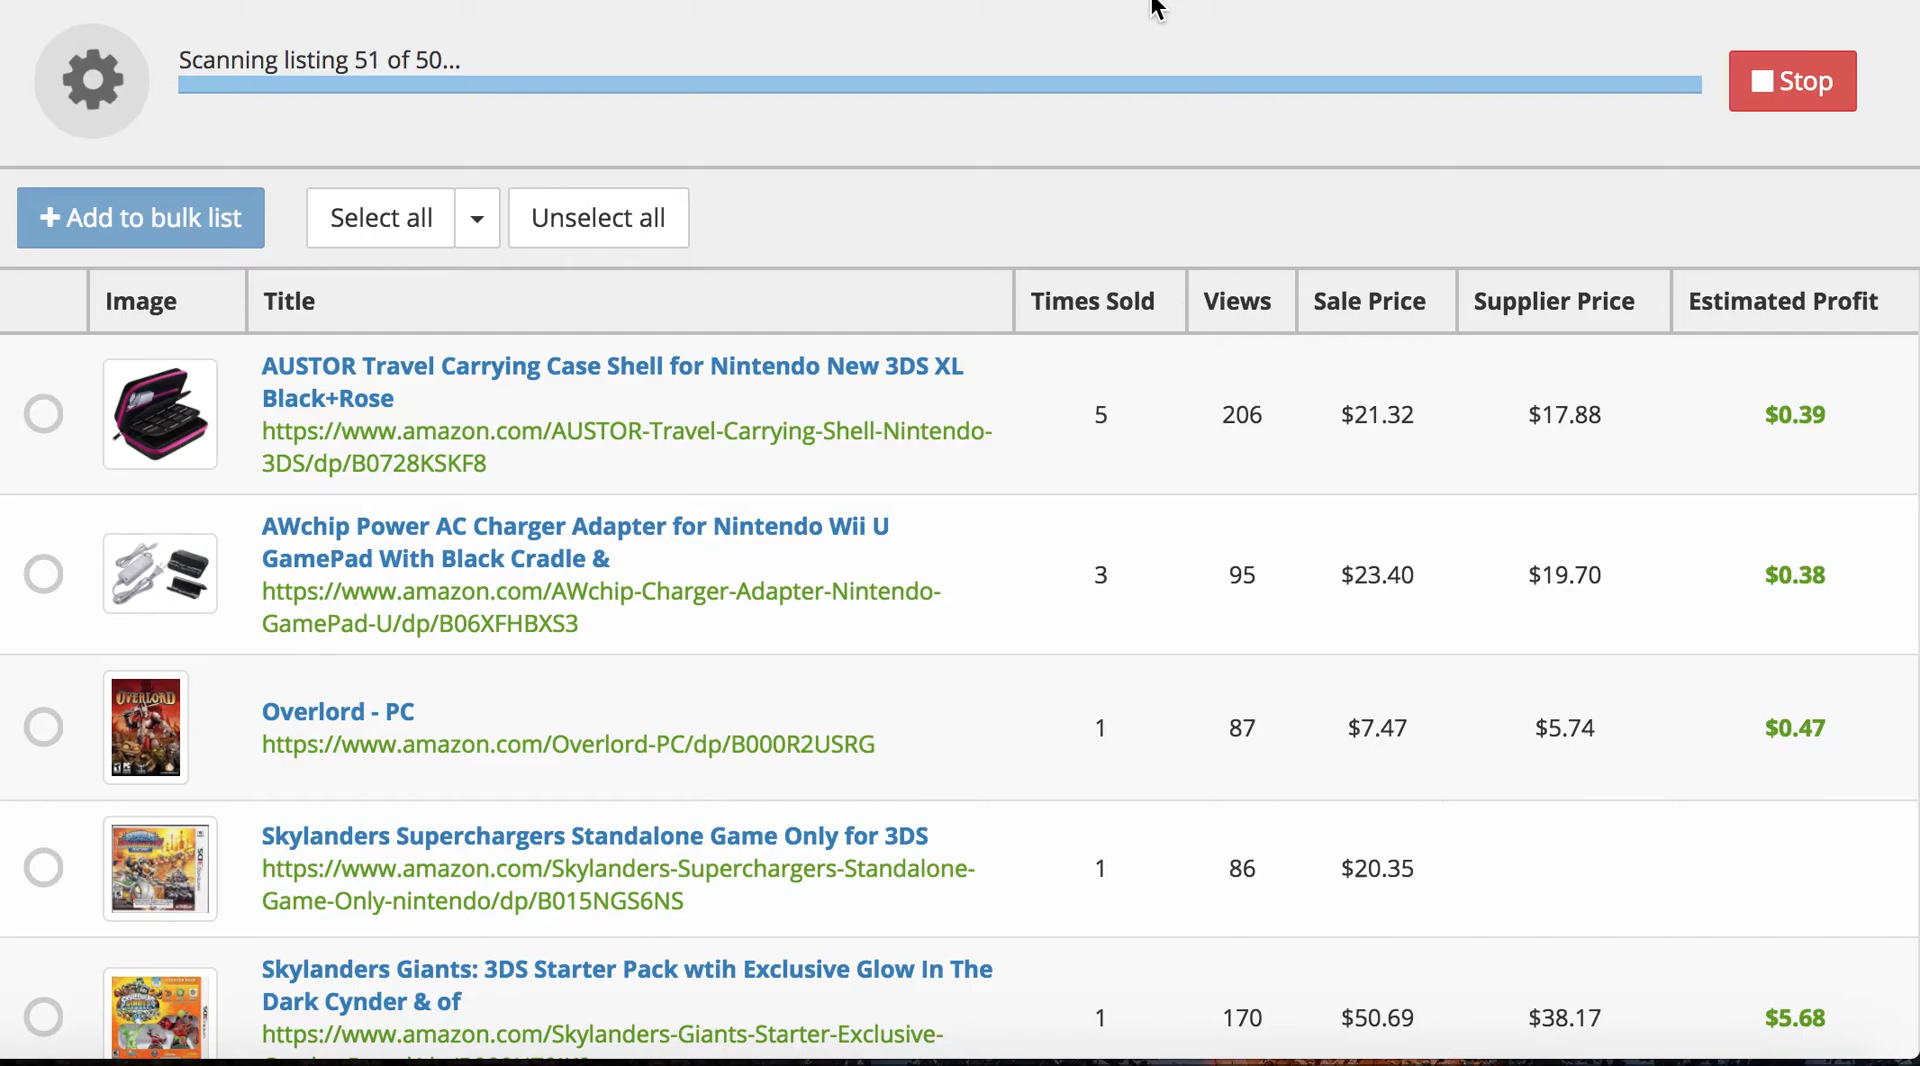 Scanning listing 51 of 50...
Stop
Add to bulk list
Select all
Unselect all
Image
Title
Times Sold
Views
Sale Price
Supplier Price
Estimated Profit
AUSTOR Travel Carrying Case Shell for Nintendo New 3DS XL
Black+Rose
https://www.amazon.com/AUSTOR-Travel-Carrying-Shell-Nintendo-
3DS/dp/B0728KSKF8
5
206
$21.32
$17.88
$0.39
AWchip Power AC Charger Adapter for Nintendo Wii U
GamePad With Black Cradle &
https://www.amazon.com/AWchip-Charger-Adapter-Nintendo-
GamePad-U/dp/B06XFHBXS3
3
95
$23.40
$19.70
$0.38
OVERLORD
Overlord - PC
https://www.amazon.com/Overlord-PC/dp/B000R2USRG
1
87
$7.47
$5.74
$0.47
Skylanders Superchargers Standalone Game Only for 3DS
https://www.amazon.com/Skylanders-Superchargers-Standalone-
Game-Only-nintendo/dp/B015NGS6NS
1
86
$20.35
Skylanders Giants: 3DS Starter Pack wtih Exclusive Glow In The
Dark Cynder & of
https://www.amazon.com/Skylanders-Giants-Starter-Exclusive-
1
170
$50.69
$38.17
$5.68